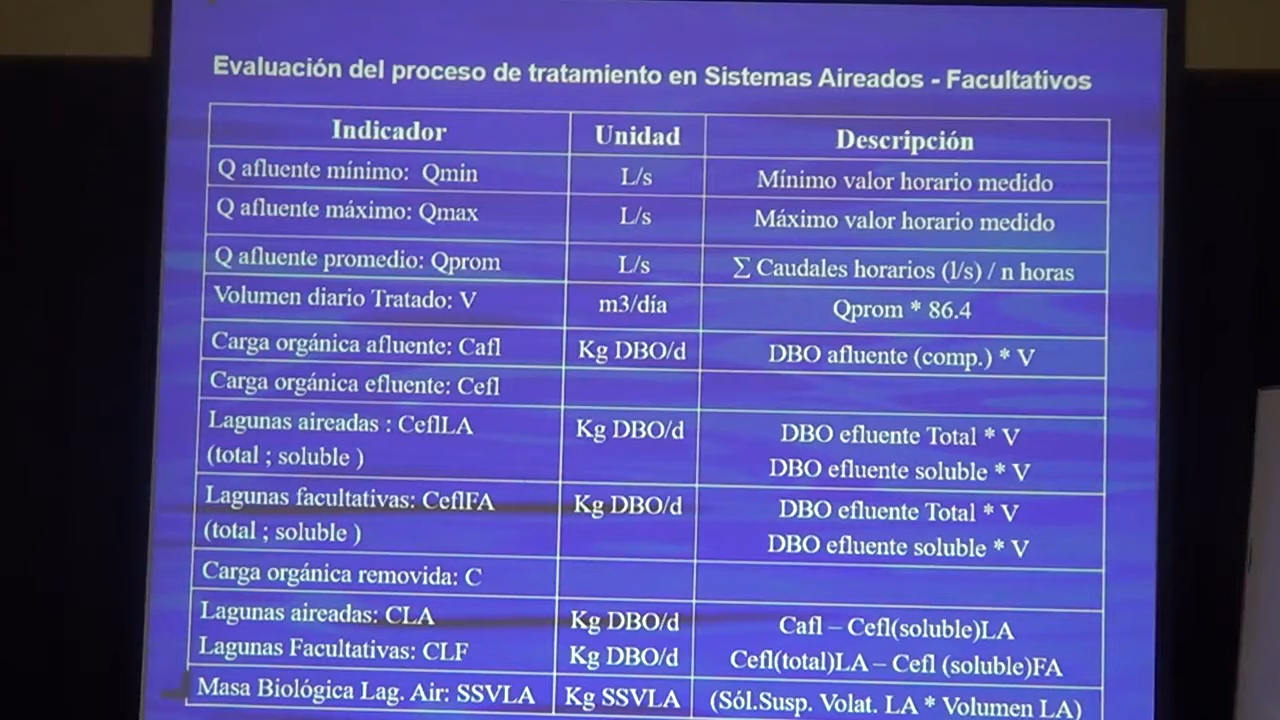 Evaluación del proceso de tratamiento en Sistemas Aireados - Facultativos
Indicador Unidad Descripción
Q afluente mínimo: Qmin L/s Mínimo valor horario medido
Q afluente máximo: Qmax L/s Máximo valor horario medido
Q afluente promedio: Qprom L/s ∑ Caudales horarios (l/s) / n horas
Volumen diario Tratado: V m3/día Qprom * 86.4
Carga orgánica afluente: Cafl Kg DBO/d DBO afluente (comp.) * V
Carga orgánica efluente: Cefl
Lagunas aireadas : CeflLA Kg DBO/d DBO efluente Total * V
(total ; soluble ) DBO efluente soluble * V
Lagunas facultativas: CeflFA Kg DBO/d DBO efluente Total * V
(total ; soluble ) DBO efluente soluble * V
Carga orgánica removida: C
Lagunas aireadas: CLA Kg DBO/d Cafl – Cefl(soluble)LA
Lagunas Facultativas: CLF Kg DBO/d Cefl(total)LA – Cefl (soluble)FA
Masa Biológica Lag. Air: SSVLA Kg SSVLA (Sól.Susp. Volat. LA * Volumen LA)